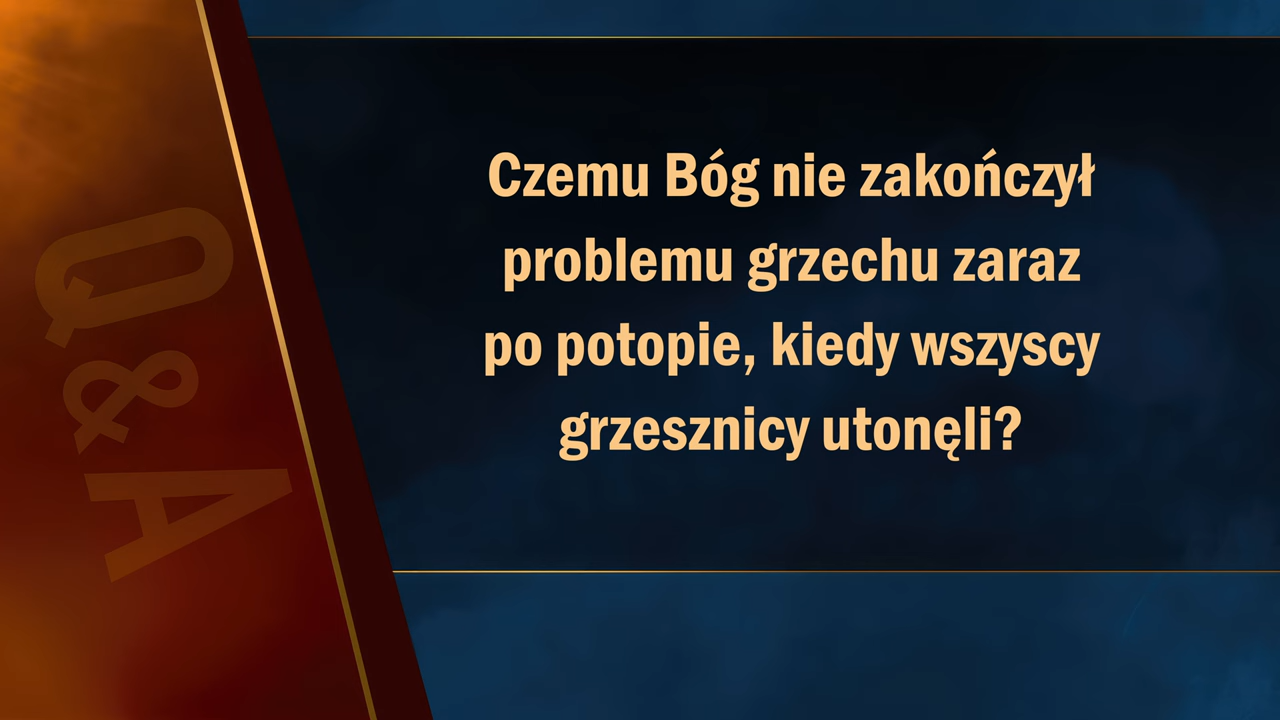 Czemu Bóg nie zakończył
problemu grzechu zaraz
po potopie, kiedy wszyscy
grzesznicy utonęli?
Q & A